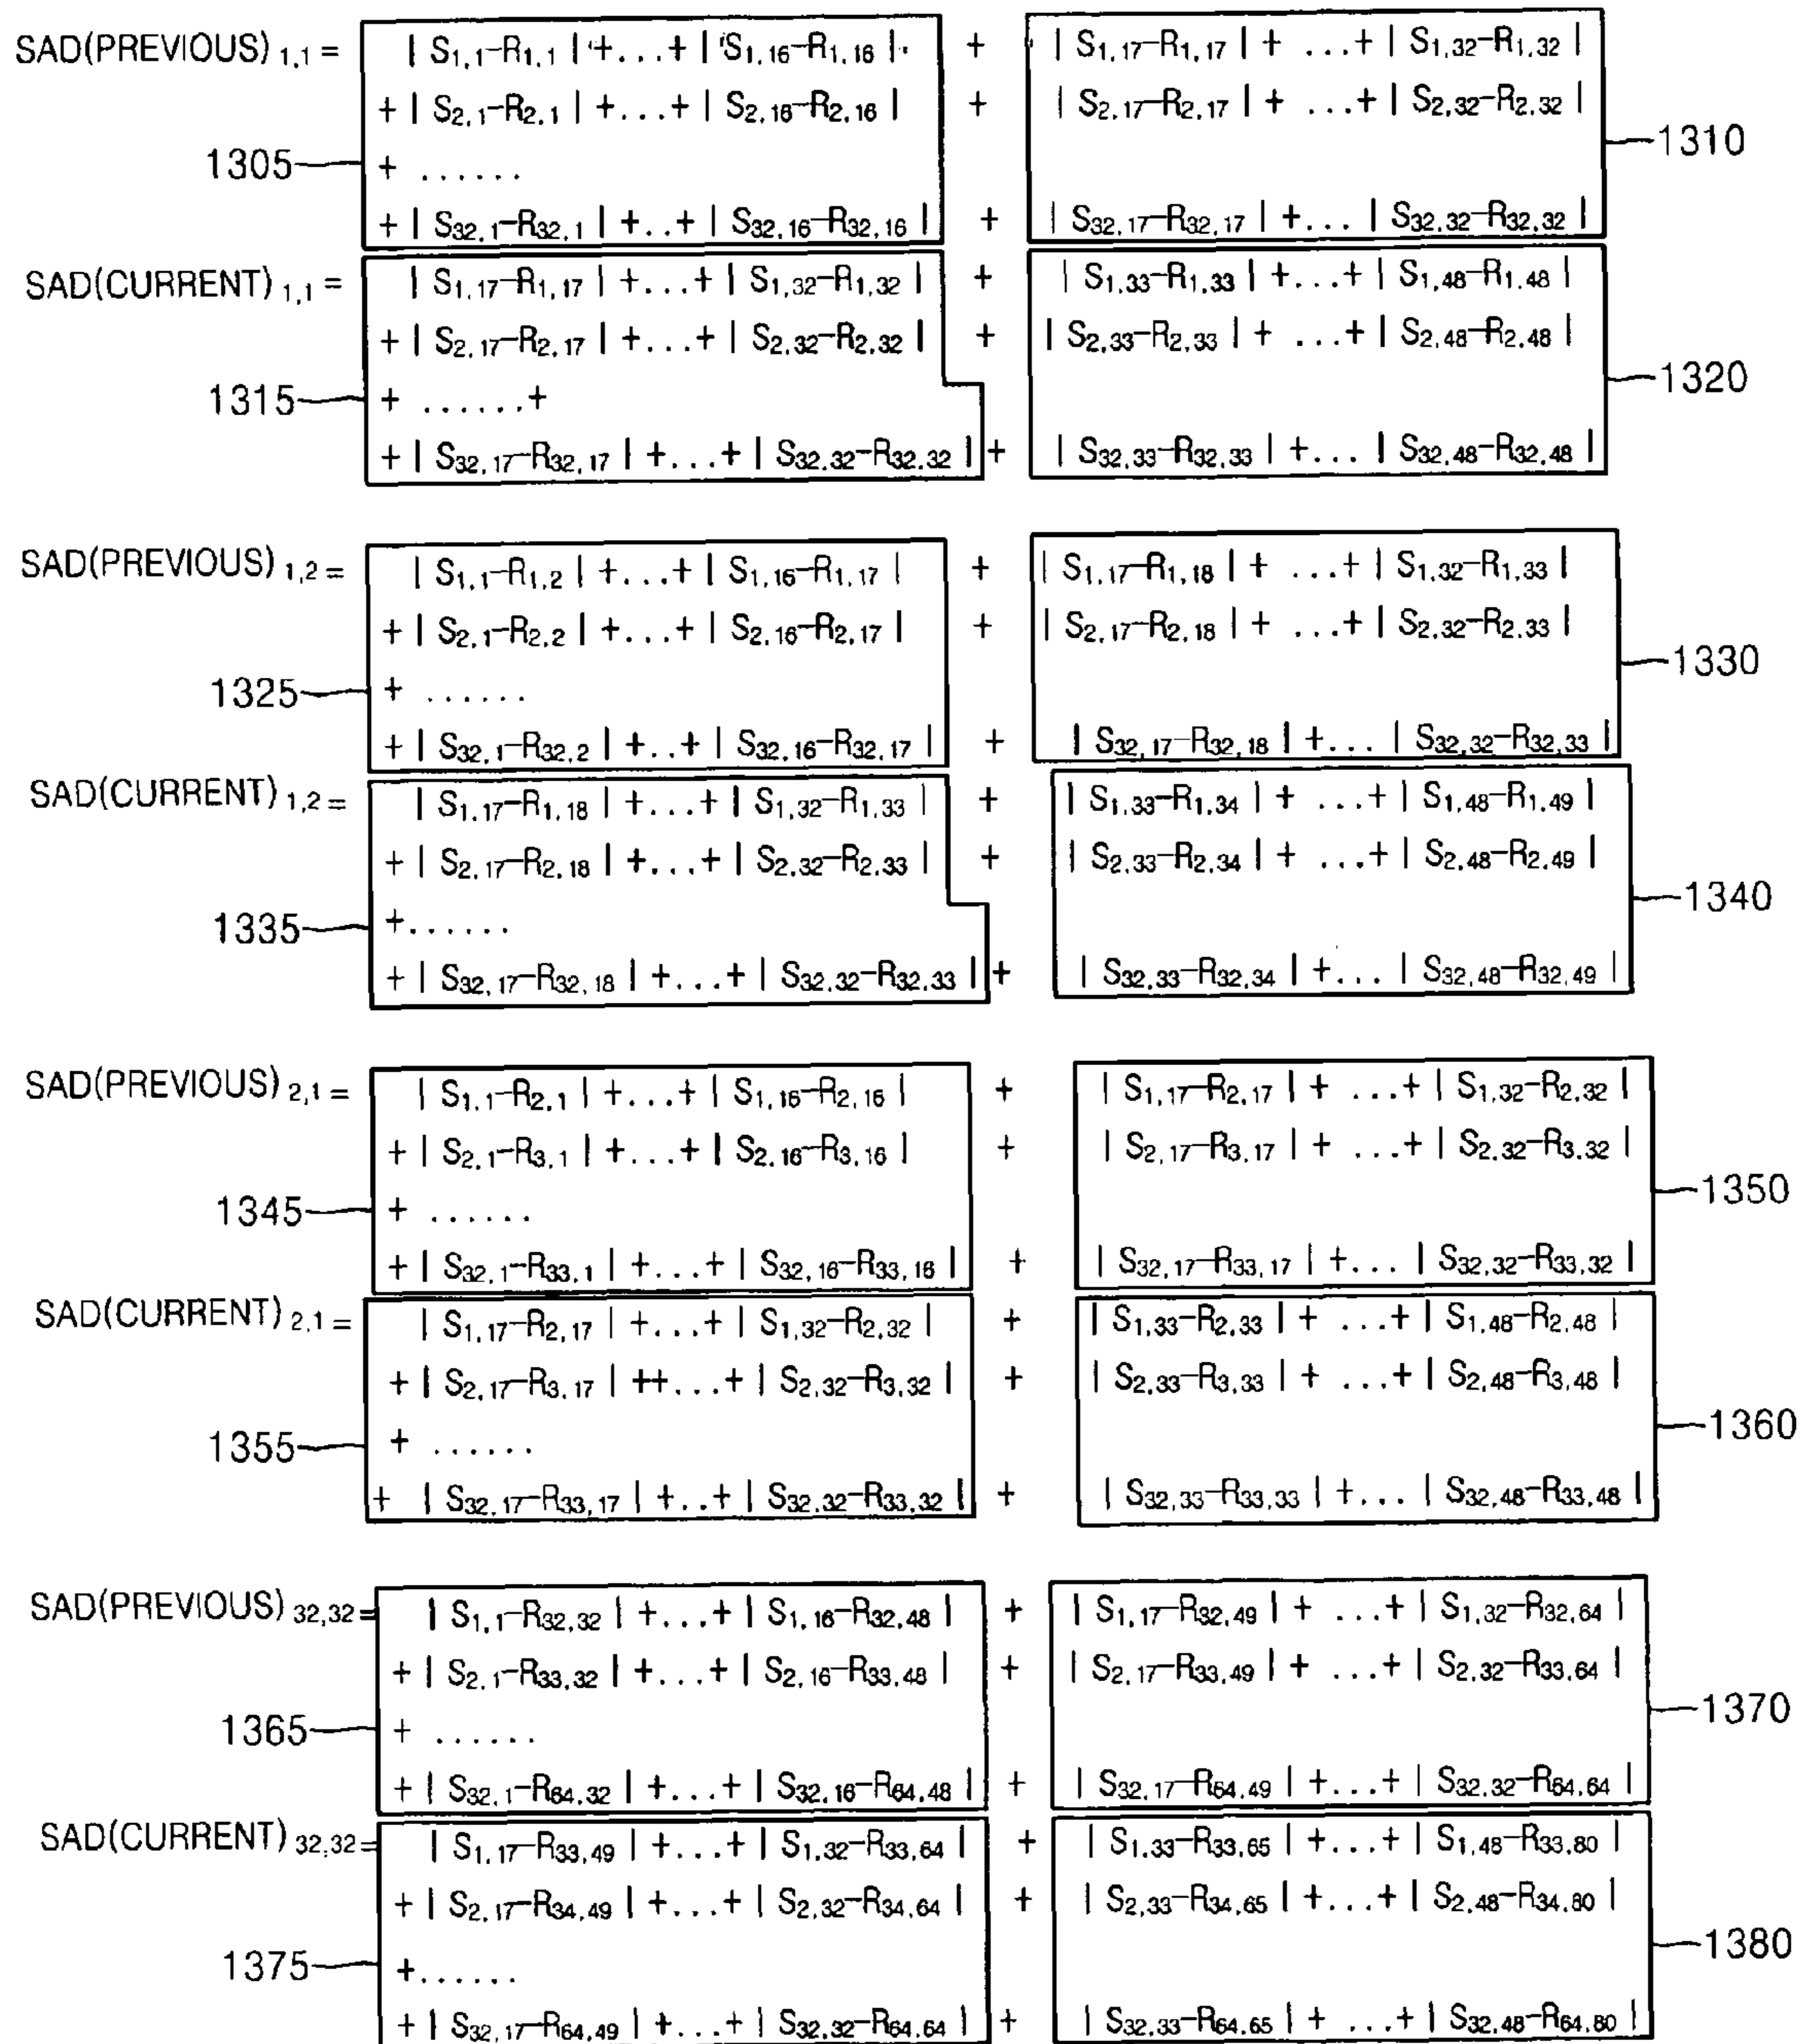 SAD(PREVIOUS) 1,1 = | S1,1-R1,1 | +...+ | S1,16-R1,16 | + | S1,17-R1,17 | + ...+ | S1,32-R1,32 |
+ | S2,1-R2,1 | +...+ | S2,16-R2,16 | + | S2,17-R2,17 | + ...+ | S2,32-R2,32 |
1305 + ...... 1310
+ | S32,1-R32,1 | +..+ | S32,16-R32,16 | + | S32,17-R32,17 | +... | S32,32-R32,32 |
SAD(CURRENT) 1,1 = | S1,17-R1,17 | +...+ | S1,32-R1,32 | + | S1,33-R1,33 | +...+ | S1,48-R1,48 |
+ | S2,17-R2,17 | +...+ | S2,32-R2,32 | + | S2,33-R2,33 | + ...+ | S2,48-R2,48 |
1315 + ......+ 1320
+ | S32,17-R32,17 | +...+ | S32,32-R32,32 | + | S32,33-R32,33 | +... | S32,48-R32,48 |
SAD(PREVIOUS) 1,2 = | S1,1-R1,2 | +...+ | S1,16-R1,17 | + | S1,17-R1,18 | + ...+ | S1,32-R1,33 |
+ | S2,1-R2,2 | +...+ | S2,16-R2,17 | + | S2,17-R2,18 | + ...+ | S2,32-R2,33 |
1325 + ...... 1330
+ | S32,1-R32,2 | +..+ | S32,16-R32,17 | + | S32,17-R32,18 | +... | S32,32-R32,33 |
SAD(CURRENT) 1,2 = | S1,17-R1,18 | +...+ | S1,32-R1,33 | + | S1,33-R1,34 | + ...+ | S1,48-R1,49 |
+ | S2,17-R2,18 | +...+ | S2,32-R2,33 | + | S2,33-R2,34 | + ...+ | S2,48-R2,49 |
1335 +...... 1340
+ | S32,17-R32,18 | +...+ | S32,32-R32,33 | + | S32,33-R32,34 | +... | S32,48-R32,49 |
SAD(PREVIOUS) 2,1 = | S1,1-R2,1 | +...+ | S1,16-R2,16 | + | S1,17-R2,17 | + ...+ | S1,32-R2,32 |
+ | S2,1-R3,1 | +...+ | S2,16-R3,16 | + | S2,17-R3,17 | + ...+ | S2,32-R3,32 |
1345 + ...... 1350
+ | S32,1-R33,1 | +...+ | S32,16-R33,16 | + | S32,17-R33,17 | +... | S32,32-R33,32 |
SAD(CURRENT) 2,1 = | S1,17-R2,17 | +...+ | S1,32-R2,32 | + | S1,33-R2,33 | + ...+ | S1,48-R2,48 |
+ | S2,17-R3,17 | ++...+ | S2,32-R3,32 | + | S2,33-R3,33 | + ...+ | S2,48-R3,48 |
1355 + ...... 1360
+ | S32,17-R33,17 | +..+ | S32,32-R33,32 | + | S32,33-R33,33 | +... | S32,48-R33,48 |
SAD(PREVIOUS) 32,32= | S1,1-R32,32 | +...+ | S1,16-R32,48 | + | S1,17-R32,49 | + ...+ | S1,32-R32,64 |
+ | S2,1-R33,32 | +...+ | S2,16-R33,48 | + | S2,17-R33,49 | + ...+ | S2,32-R33,64 |
1365 + ...... 1370
+ | S32,1-R64,32 | +...+ | S32,16-R64,48 | + | S32,17-R64,49 | +...+ | S32,32-R64,64 |
SAD(CURRENT) 32,32= | S1,17-R33,49 | +...+ | S1,32-R33,64 | + | S1,33-R33,65 | +...+ | S1,48-R33,80 |
+ | S2,17-R34,49 | +...+ | S2,32-R34,64 | + | S2,33-R34,65 | +...+ | S2,48-R34,80 |
1375 +...... 1380
+ | S32,17-R64,49 | +...+ | S32,32-R64,64 | + | S32,33-R64,65 | + ...+ | S32,48-R64,80 |